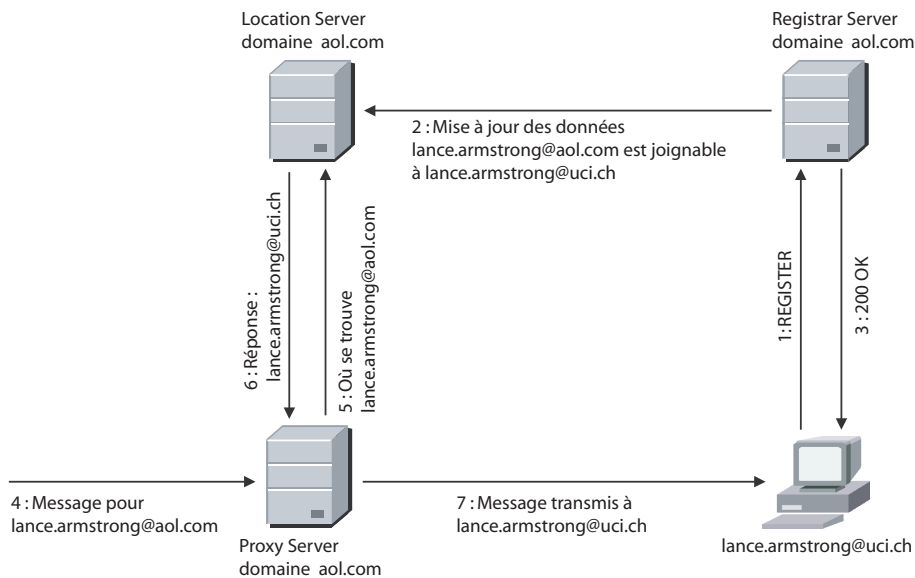 Location Server
domaine aol.com
Registrar Server
domaine aol.com
2 : Mise à jour des données
lance.armstrong@aol.com est joignable
à lance.armstrong@uci.ch
6 : Réponse :
lance.armstrong@uci.ch
5 : Où se trouve
lance.armstrong@aol.com
1: REGISTER
3 : 200 OK
4 : Message pour
lance.armstrong@aol.com
7 : Message transmis à
lance.armstrong@uci.ch
Proxy Server
domaine aol.com
lance.armstrong@uci.ch